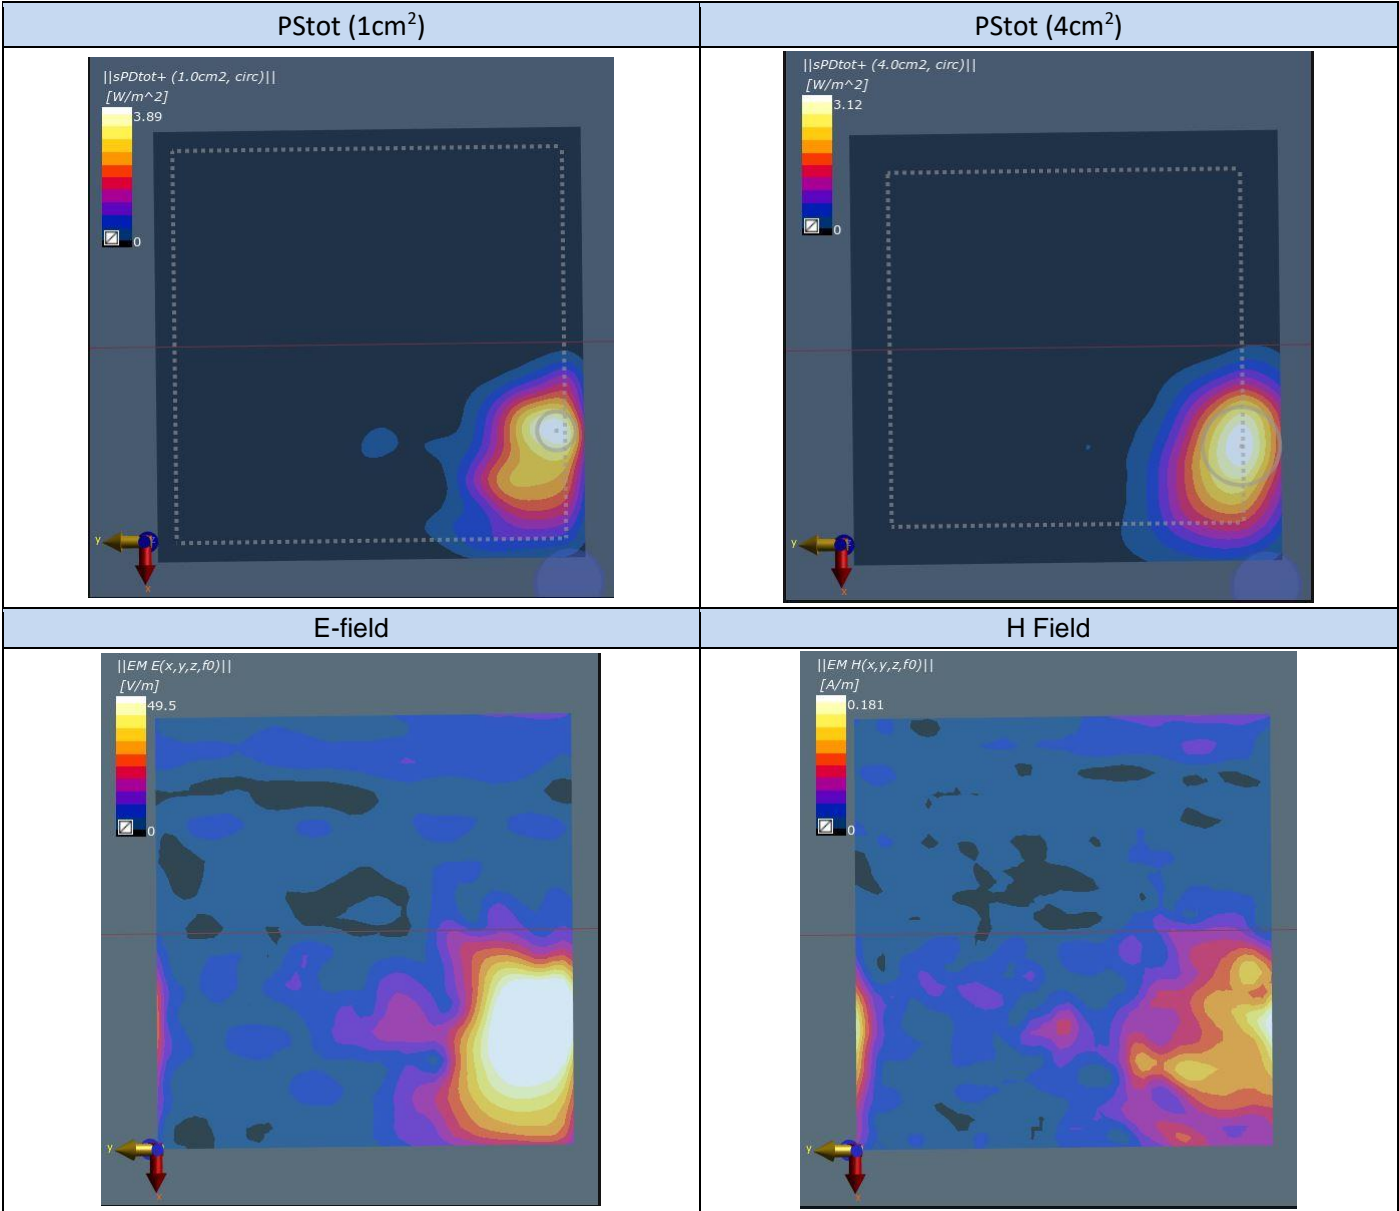 PStot (1cm²)
PStot (4cm²)
||sPDtot+ (1.0cm2, circ)||
[W/m^2]
3.89
0
y
x
||sPDtot+ (4.0cm2, circ)||
[W/m^2]
3.12
0
y
x
E-field
H Field
||EM E(x,y,z,f0)||
[V/m]
49.5
0
y
x
||EM H(x,y,z,f0)||
[A/m]
0.181
0
y
x